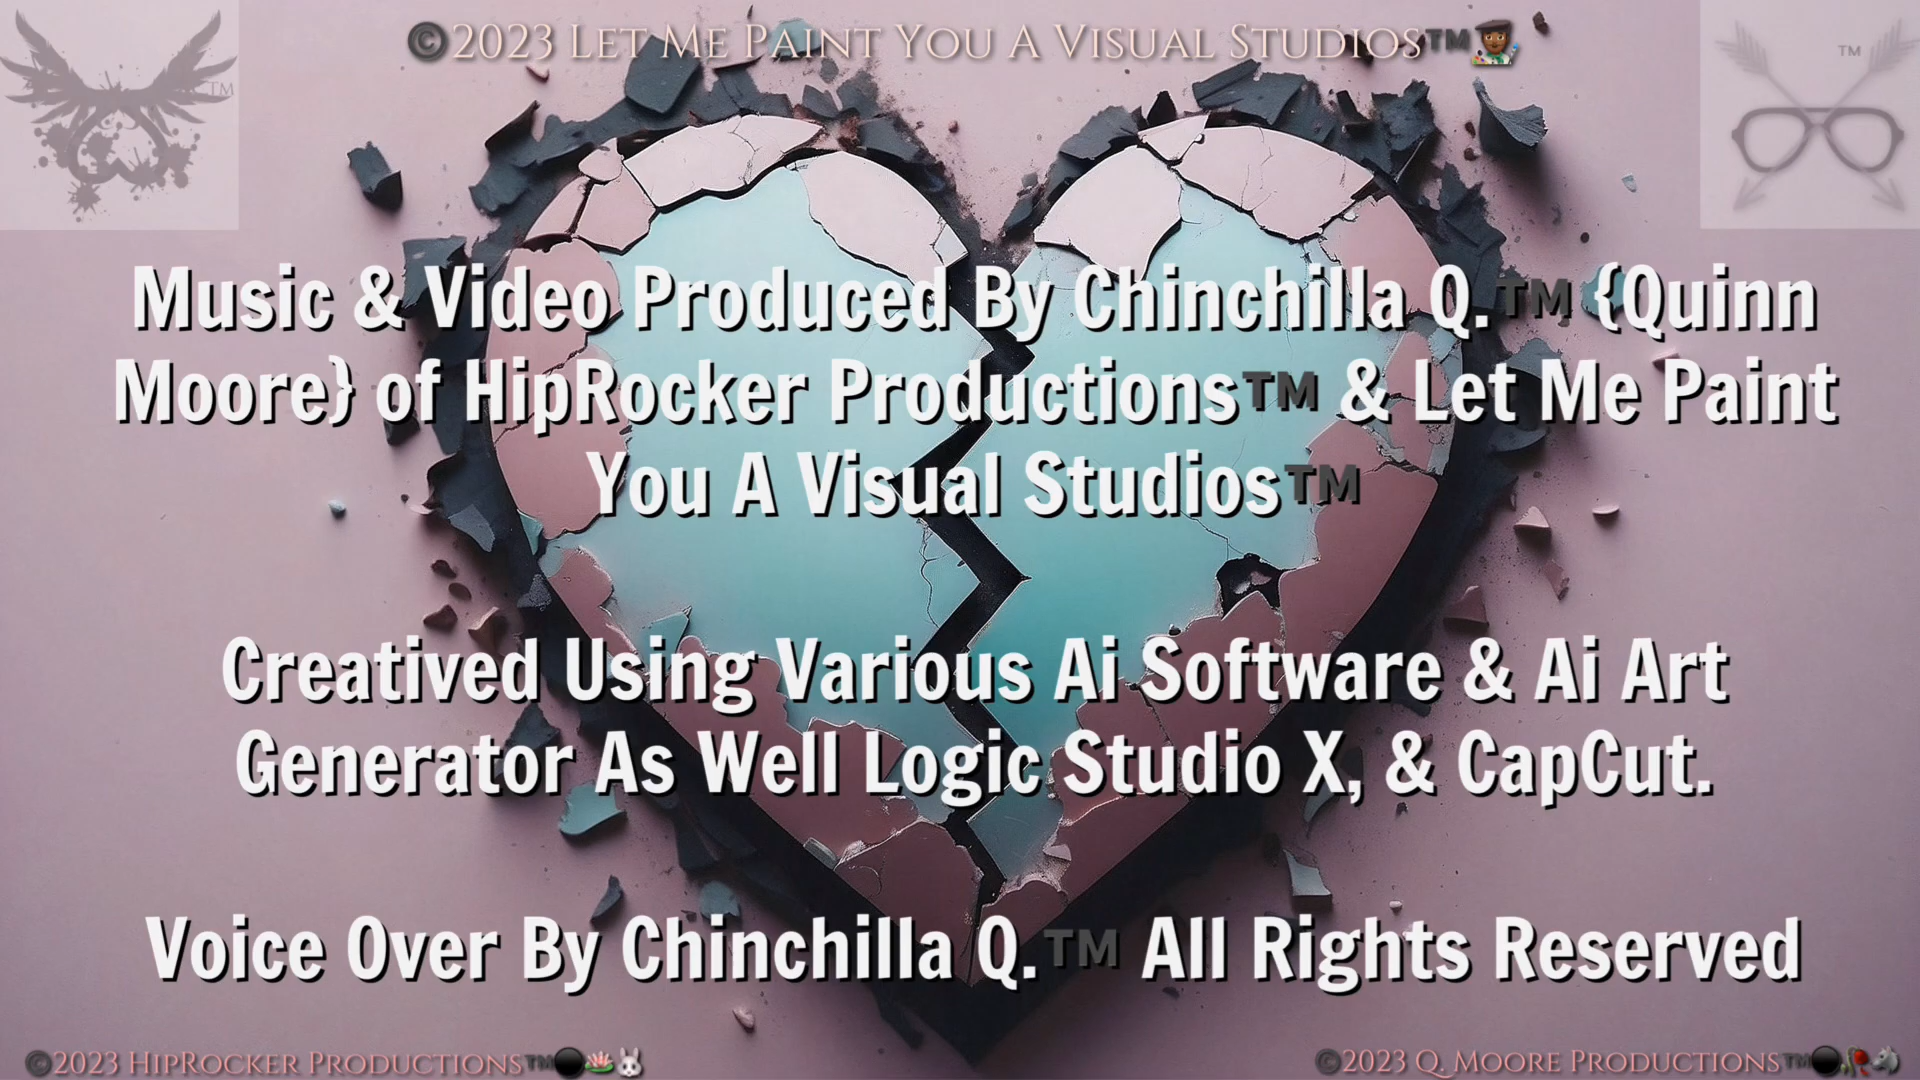 ©2023 Let Me Paint You A Visual Studios™👨🏾‍🎨
™
™
Music & Video Produced By Chinchilla Q.™ {Quinn
Moore} of HipRocker Productions™ & Let Me Paint
You A Visual Studios™
Creatived Using Various Ai Software & Ai Art
Generator As Well Logic Studio X, & CapCut.
Voice Over By Chinchilla Q.™ All Rights Reserved
©2023 HipRocker Productions™⚫🪷🐰
©2023 Q. Moore Productions™⚫🥀🐴